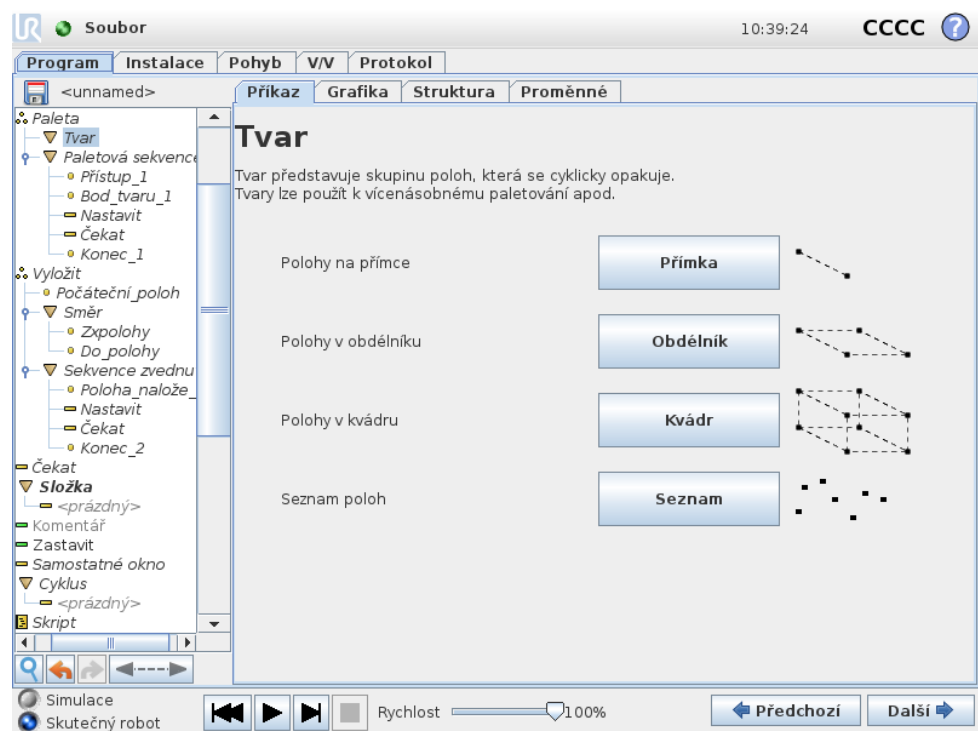 UR Soubor 10:39:24 CCCC ?
Program Instalace Pohyb V/V Protokol
<unnamed>
Příkaz Grafika Struktura Proměnné
Paleta
Tvar
Paletová sekvence
Přístup_1
Bod_tvaru_1
Nastavit
Čekat
Konec_1
Vyložit
Počáteční_poloh
Směr
Zxpolohy
Do_polohy
Sekvence zvednu
Poloha_nalože_
Nastavit
Čekat
Konec_2
Čekat
Složka
<prázdný>
Komentář
Zastavit
Samostatné okno
Cyklus
<prázdný>
Skript
Tvar
Tvar představuje skupinu poloh, která se cyklicky opakuje.
Tvary lze použít k vícenásobnému paletování apod.
Polohy na přímce Přímka
Polohy v obdélníku Obdélník
Polohy v kvádru Kvádr
Seznam poloh Seznam
Simulace
Skutečný robot
Rychlost 100%
Předchozí Další